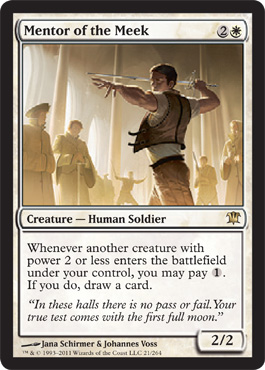 Mentor of the Meek 2
Creature — Human Soldier
Whenever another creature with
power 2 or less enters the battlefield
under your control, you may pay 1.
If you do, draw a card.
“In these halls there is no pass or fail. Your
true test comes with the first full moon.”
2/2
Jana Schirmer & Johannes Voss
™ & © 1993–2011 Wizards of the Coast LLC 21/264